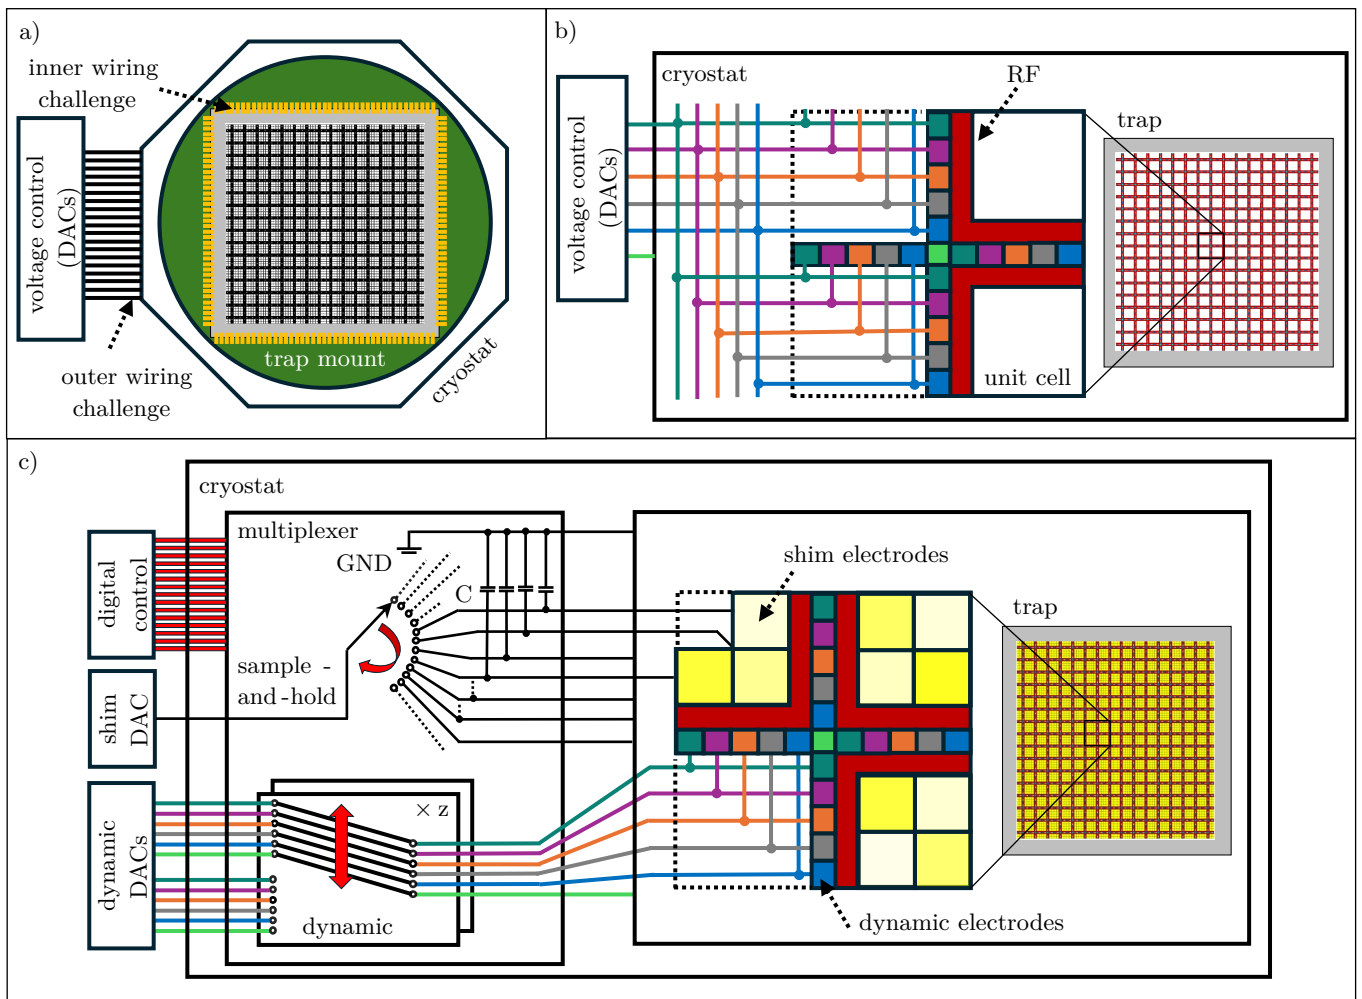 a)
inner wiring
challenge
voltage control
(DACs)
trap mount
outer wiring
challenge
cryostat
b)
cryostat
RF
voltage control
(DACs)
trap
unit cell
c)
cryostat
multiplexer
GND
C
shim electrodes
digital
control
trap
sample -
and-hold
shim
DAC
× z
dynamic
DACs
dynamic
dynamic electrodes